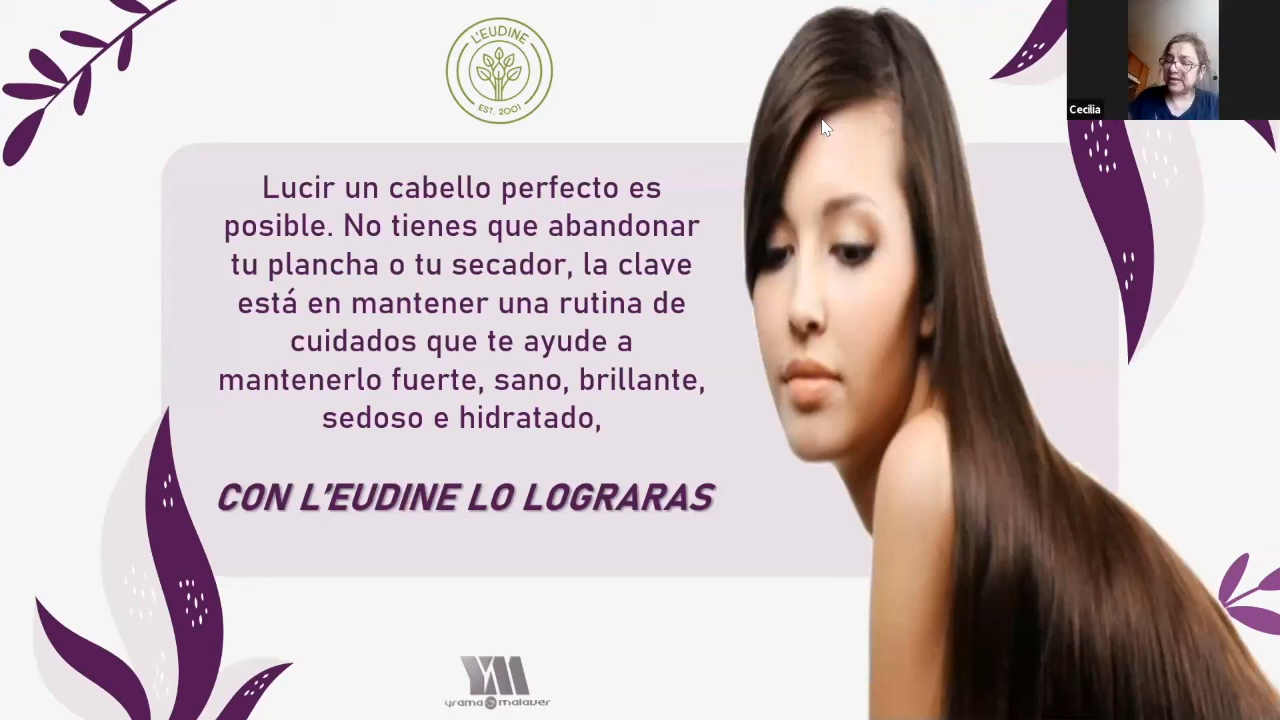 L'EUDINE
EST. 2001
Cecilia
Lucir un cabello perfecto es
posible. No tienes que abandonar
tu plancha o tu secador, la clave
está en mantener una rutina de
cuidados que te ayude a
mantenerlo fuerte, sano, brillante,
sedoso e hidratado,
CON L'EUDINE LO LOGRARAS
YM
yrama malaver